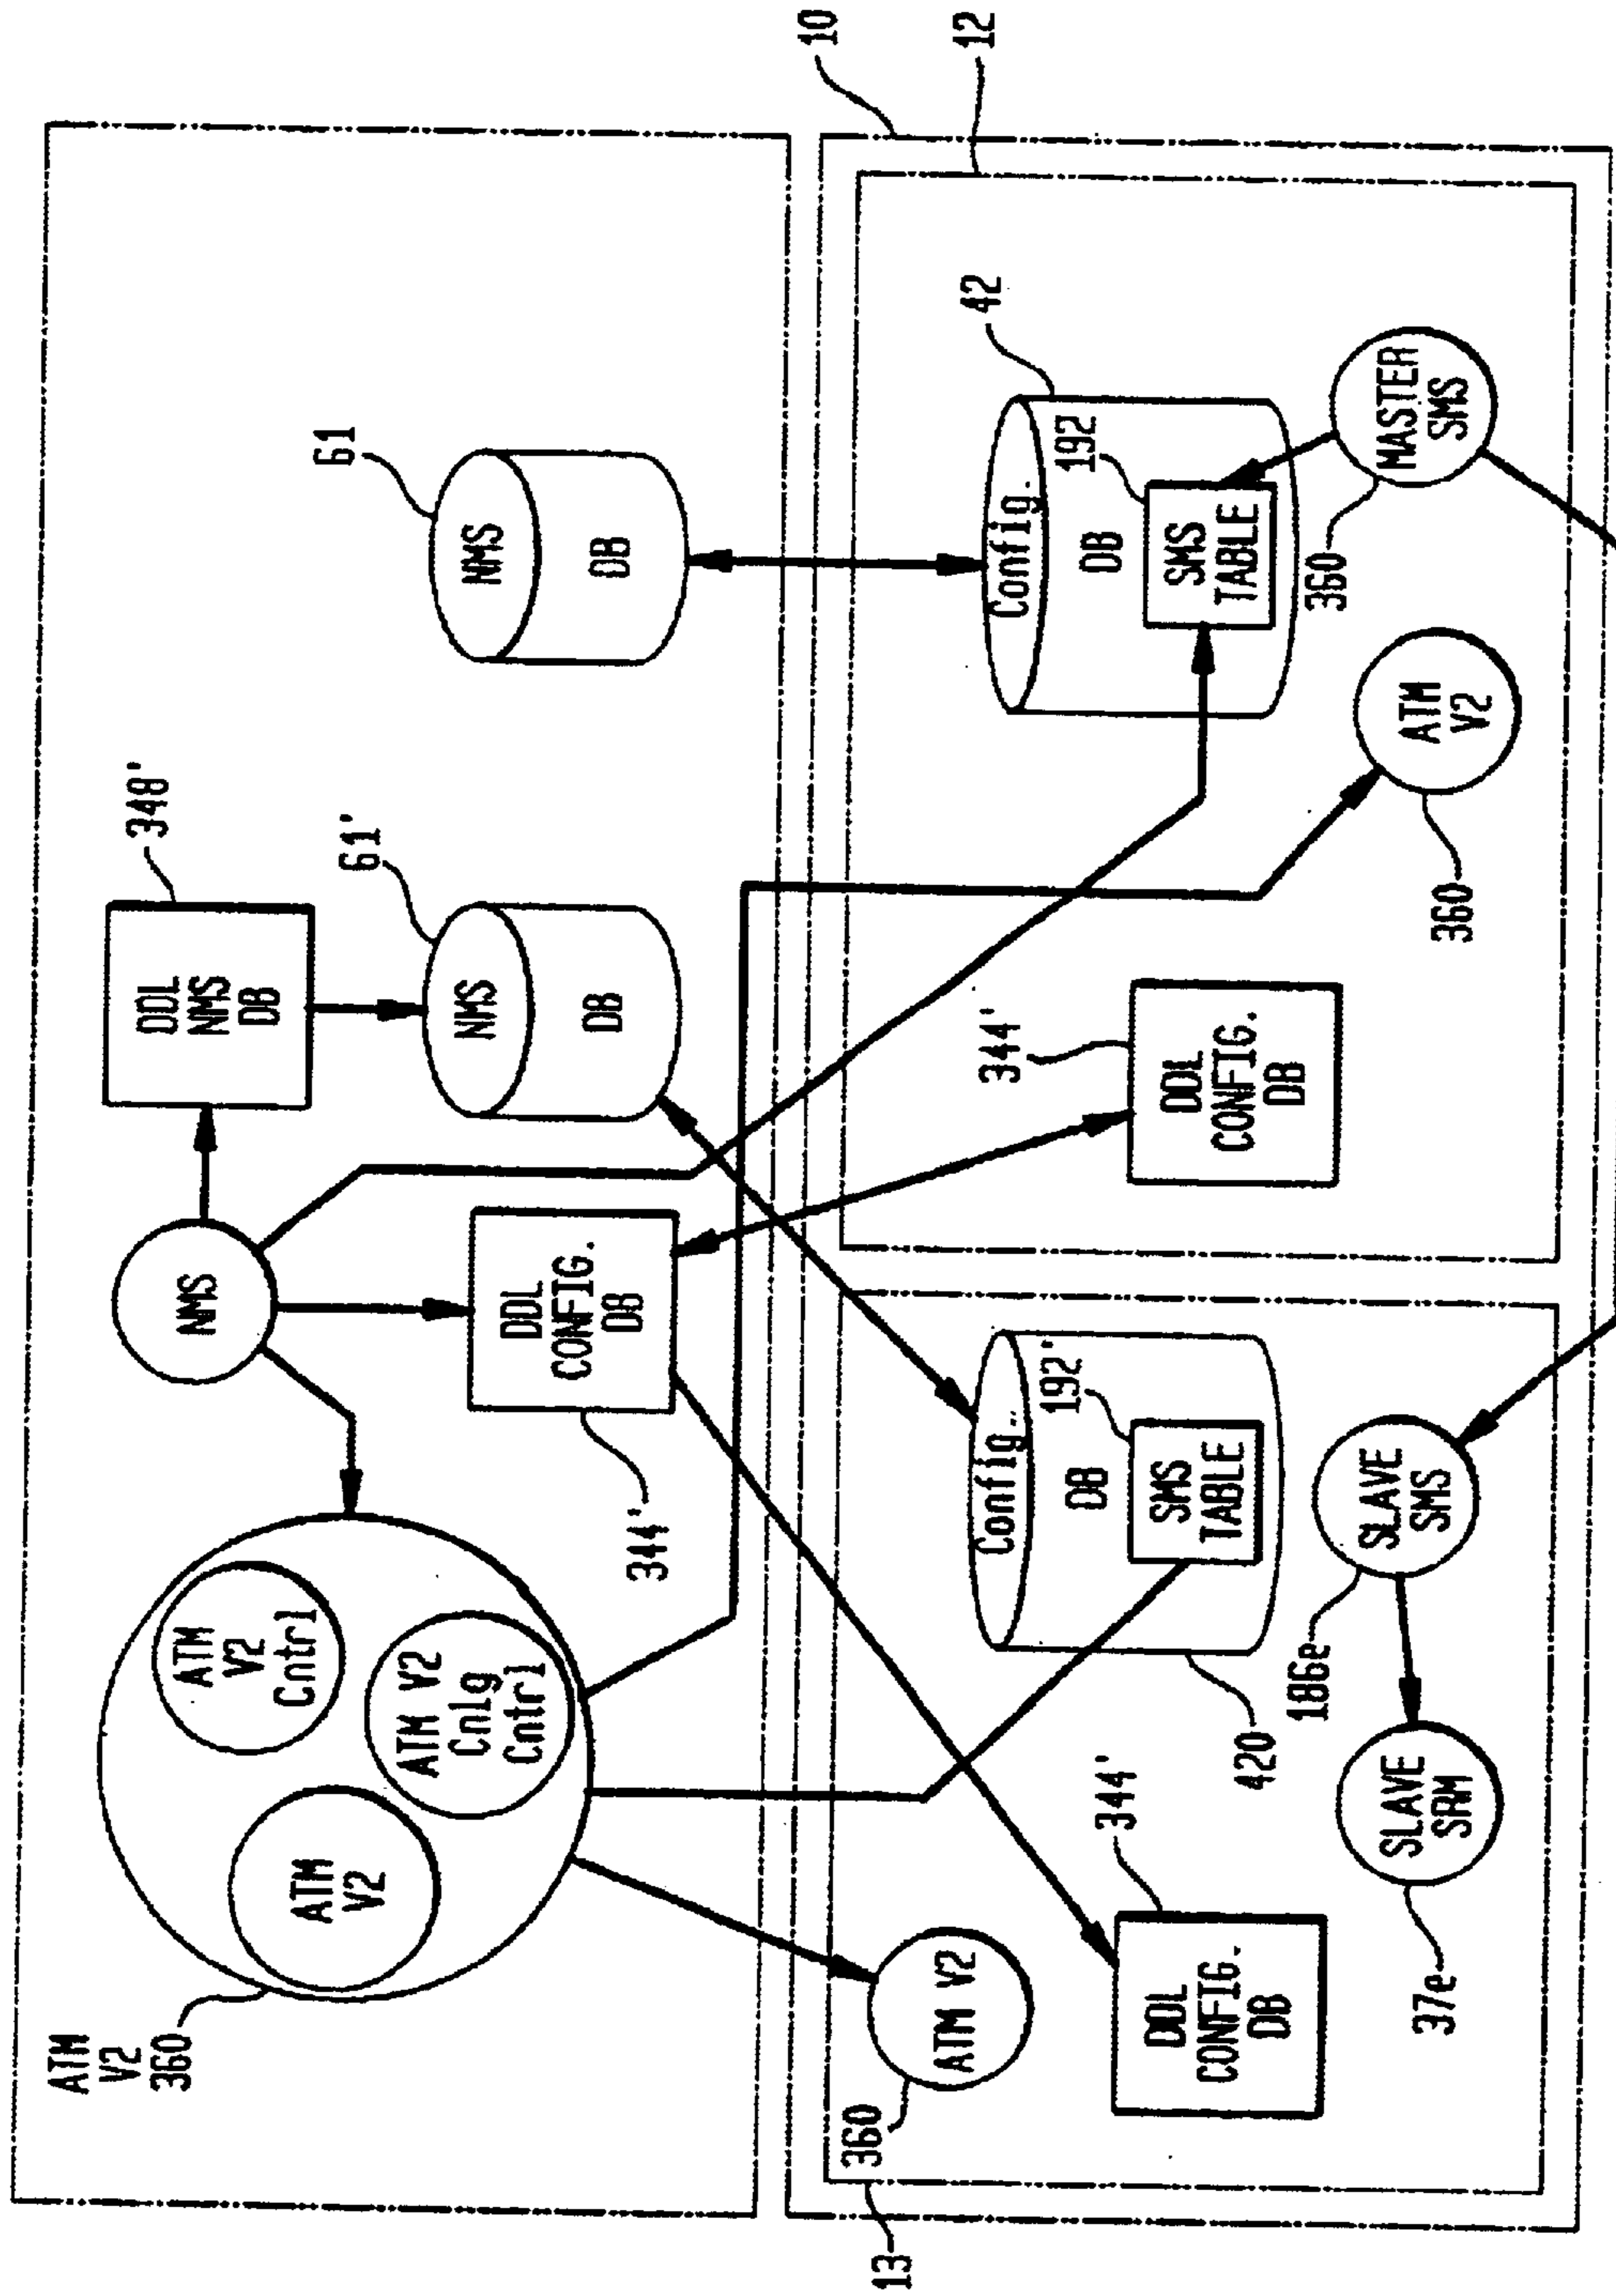 ATM
V2
360
ATM
V2
ATM
V2
Cntrl
ATM V2
Cnlg
Cntrl
NMS
DDL
CONFIG.
DB
344'
DDL
NMS
DB
348'
NMS
DB
61'
NMS
DB
61
10
12
13
360
ATM V2
DDL
CONFIG.
DB
344'
Config.
DB
192'
SMS
TABLE
420
SLAVE
SMS
186e
SLAVE
SRM
37e
DDL
CONFIG.
DB
344'
Config.
DB
42
192
SMS
TABLE
MASTER
SMS
360
ATM
V2
360